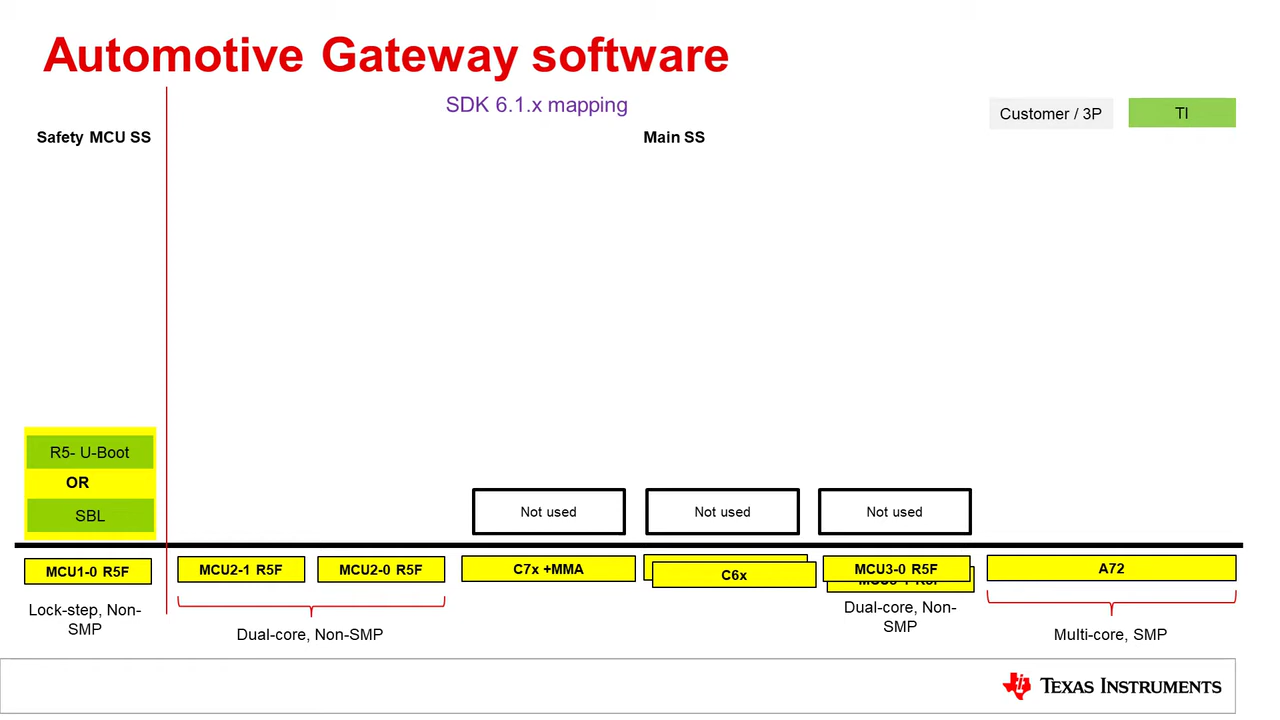 Automotive Gateway software
SDK 6.1.x mapping
Customer / 3P
TI
Safety MCU SS
Main SS
R5- U-Boot
OR
SBL
Not used
Not used
Not used
MCU1-0 R5F
MCU2-1 R5F
MCU2-0 R5F
C7x +MMA
C6x
MCU3-0 R5F
A72
Lock-step, Non-
SMP
Dual-core, Non-SMP
Dual-core, Non-
SMP
Multi-core, SMP
TEXAS INSTRUMENTS